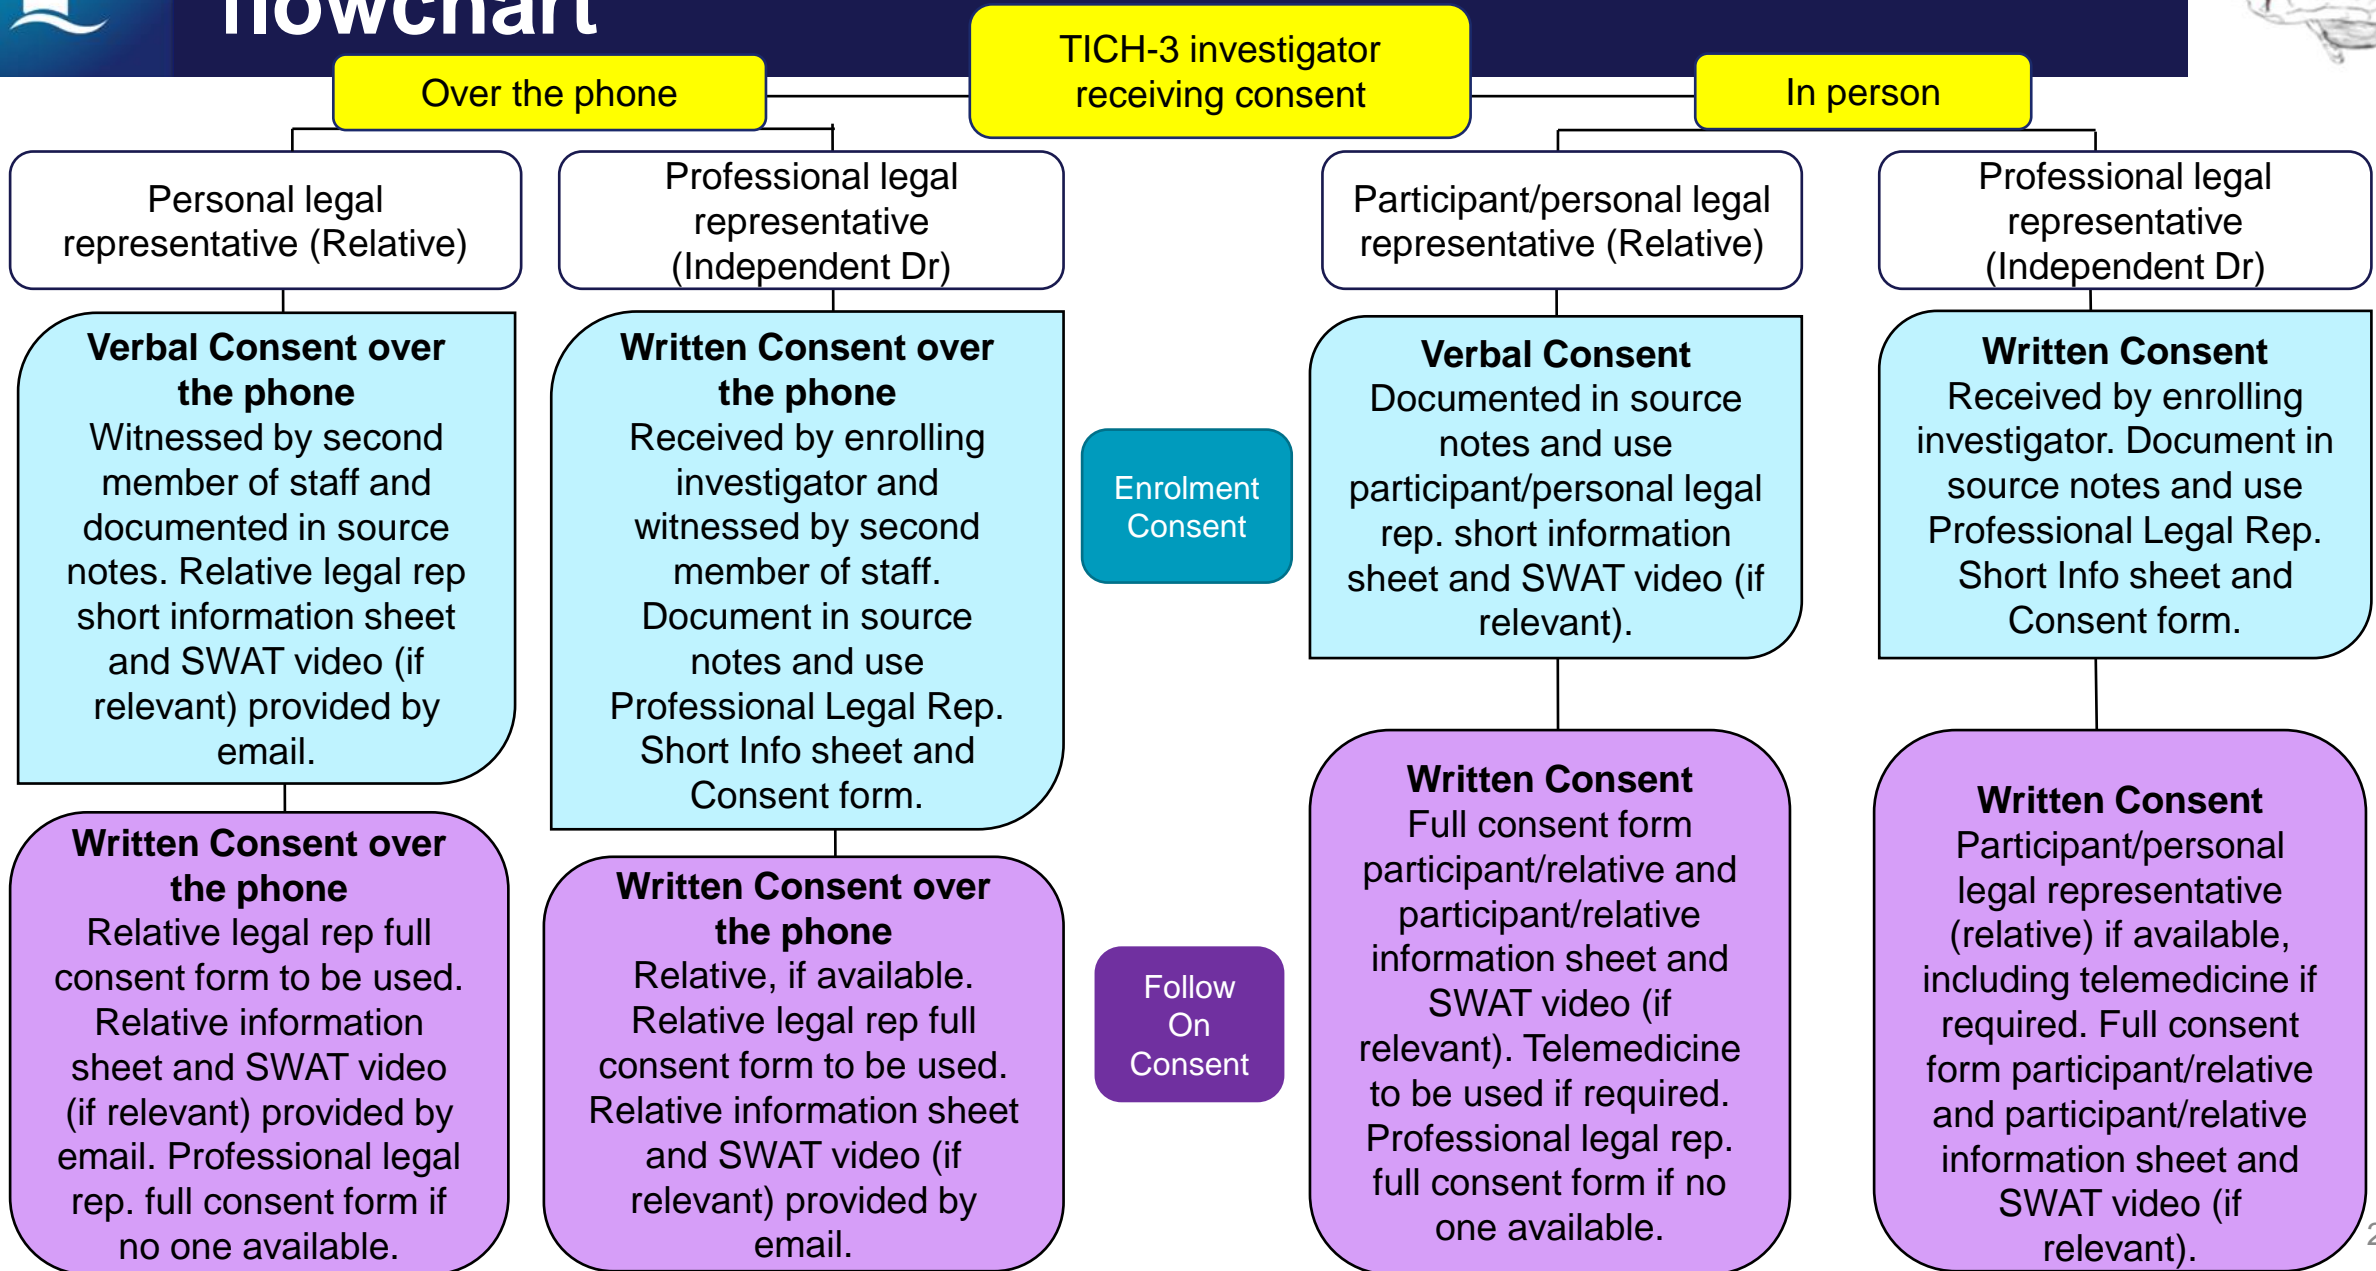 flowchart
TICH-3 investigator
receiving consent
Over the phone
In person
Personal legal
representative (Relative)
Professional legal
representative
(Independent Dr)
Participant/personal legal
representative (Relative)
Professional legal
representative
(Independent Dr)
Verbal Consent over
the phone
Witnessed by second
member of staff and
documented in source
notes. Relative legal rep
short information sheet
and SWAT video (if
relevant) provided by
email.
Written Consent over
the phone
Received by enrolling
investigator and
witnessed by second
member of staff.
Document in source
notes and use
Professional Legal Rep.
Short Info sheet and
Consent form.
Enrolment
Consent
Verbal Consent
Documented in source
notes and use
participant/personal legal
rep. short information
sheet and SWAT video (if
relevant).
Written Consent
Received by enrolling
investigator. Document in
source notes and use
Professional Legal Rep.
Short Info sheet and
Consent form.
Written Consent over
the phone
Relative legal rep full
consent form to be used.
Relative information
sheet and SWAT video
(if relevant) provided by
email. Professional legal
rep. full consent form if
no one available.
Written Consent over
the phone
Relative, if available.
Relative legal rep full
consent form to be used.
Relative information sheet
and SWAT video (if
relevant) provided by
email.
Follow
On
Consent
Written Consent
Full consent form
participant/relative and
participant/relative
information sheet and
SWAT video (if
relevant). Telemedicine
to be used if required.
Professional legal rep.
full consent form if no
one available.
Written Consent
Participant/personal
legal representative
(relative) if available,
including telemedicine if
required. Full consent
form participant/relative
and participant/relative
information sheet and
SWAT video (if
relevant).